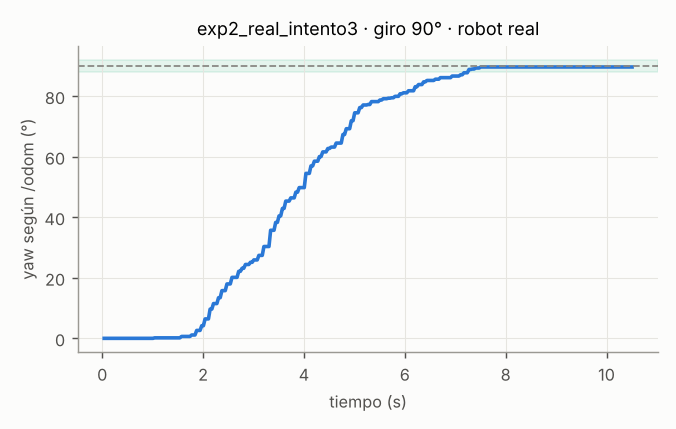 exp2_real_intento3 · giro 90° · robot real
yaw según /odom (°)
80
60
40
20
0
0 2 4 6 8 10
tiempo (s)